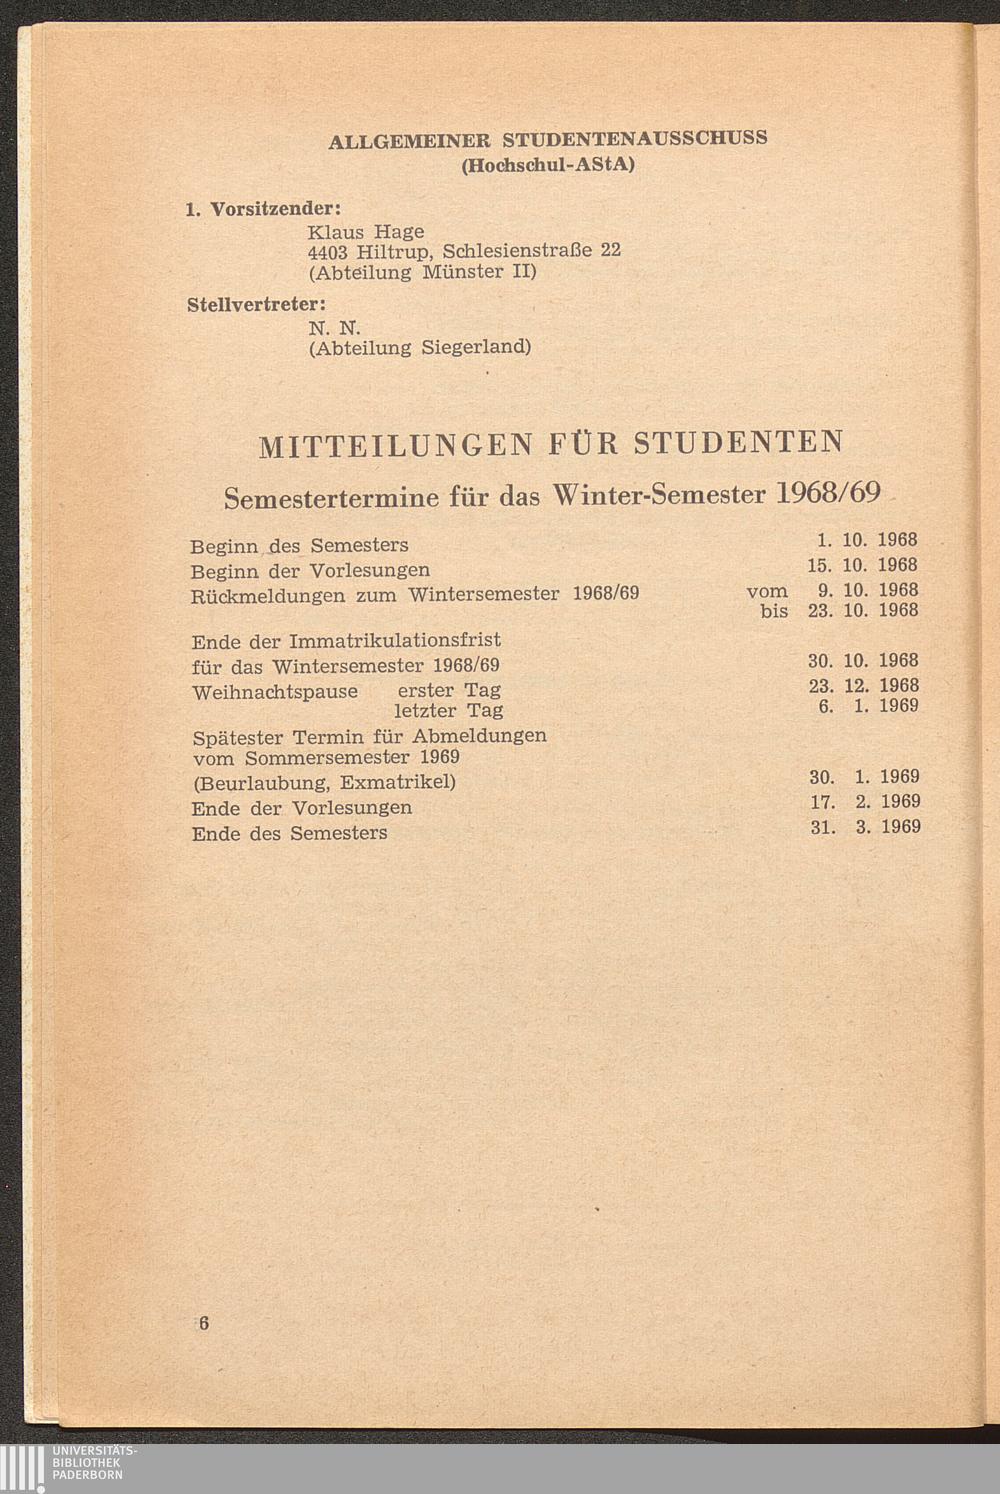 ALLGEMEINER STUDENTENAUSSCHUSS
(Hochschul-AStA)
1. Vorsitzender:
Klaus Hage
4403 Hiltrup, Schlesienstraße 22
(Abteilung Münster II)
Stellvertreter:
N. N.
(Abteilung Siegerland)
MITTEILUNGEN FÜR STUDENTEN
Semestertermine für das Winter-Semester 1968/69
Beginn des Semesters 1. 10. 1968
Beginn der Vorlesungen 15. 10. 1968
Rückmeldungen zum Wintersemester 1968/69 vom 9. 10. 1968
bis 23. 10. 1968
Ende der Immatrikulationsfrist
für das Wintersemester 1968/69 30. 10. 1968
Weihnachtspause erster Tag 23. 12. 1968
letzter Tag 6. 1. 1969
Spätester Termin für Abmeldungen
vom Sommersemester 1969
(Beurlaubung, Exmatrikel) 30. 1. 1969
Ende der Vorlesungen 17. 2. 1969
Ende des Semesters 31. 3. 1969
6
UNIVERSITÄTS-
BIBLIOTHEK
PADERBORN